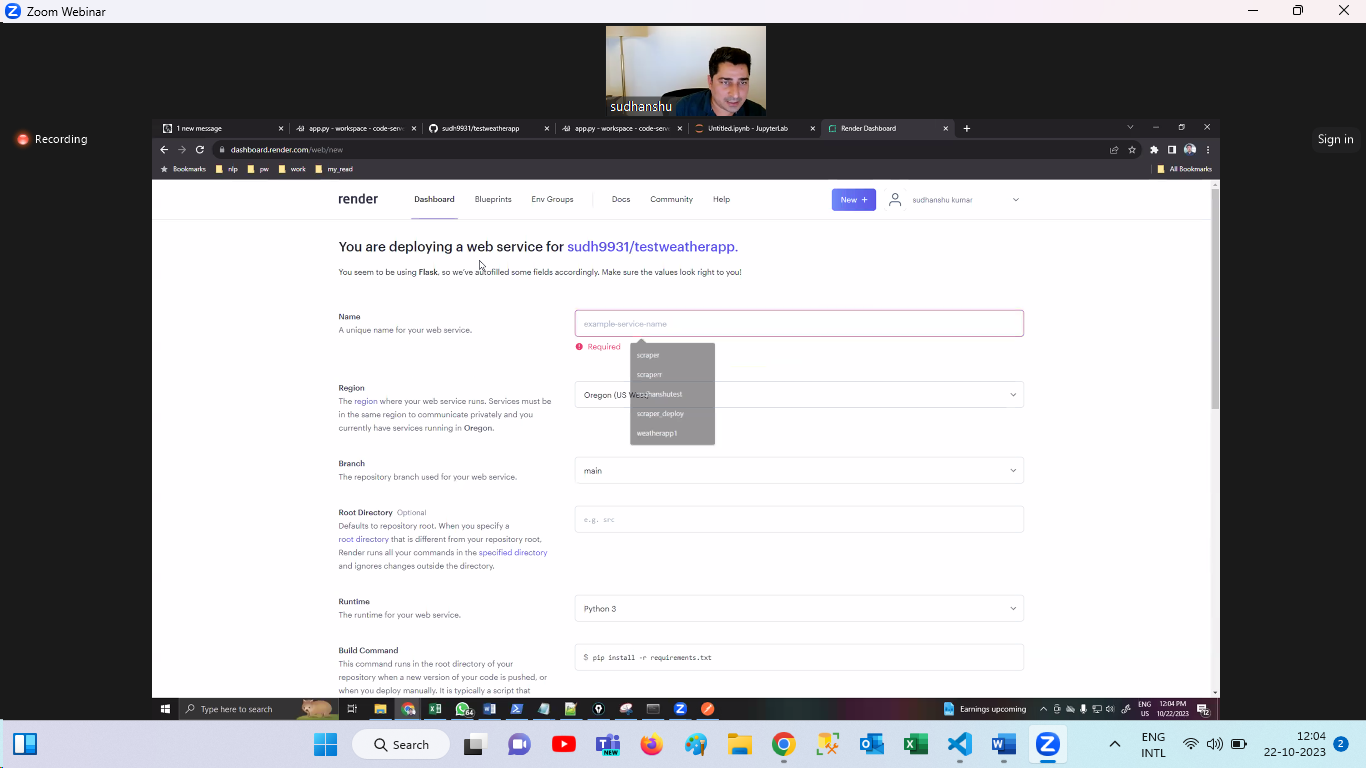 Zoom Webinar
sudhanshu
Recording
Sign in
1 new message
app.py - workspace - code-serve
sudh9931/testweatherapp
app.py - workspace - code-serve
Untitled.ipynb - JupyterLab
Render Dashboard
dashboard.render.com/web/new
Bookmarks
nlp
pw
work
my_read
All Bookmarks
render
Dashboard
Blueprints
Env Groups
Docs
Community
Help
New +
sudhanshu kumar
You are deploying a web service for sudh9931/testweatherapp.
You seem to be using Flask, so we've autofilled some fields accordingly. Make sure the values look right to you!
Name
A unique name for your web service.
example-service-name
Required
scraper
scraperr
scraper_deploy
weatherapp1
Region
The region where your web service runs. Services must be
in the same region to communicate privately and you
currently have services running in Oregon.
Oregon (US
Branch
The repository branch used for your web service.
main
Root Directory Optional
Defaults to repository root. When you specify a
root directory that is different from your repository root,
Render runs all your commands in the specified directory
and ignores changes outside the directory.
e.g. src
Runtime
The runtime for your web service.
Python 3
Build Command
This command runs in the root directory of your
repository when a new version of your code is pushed, or
when you deploy manually. It is typically a script that
$ pip install -r requirements.txt
Type here to search
64
Earnings upcoming
ENG
US
12:04 PM
10/22/2023
12
Search
NEW
ENG
INTL
12:04
22-10-2023
2